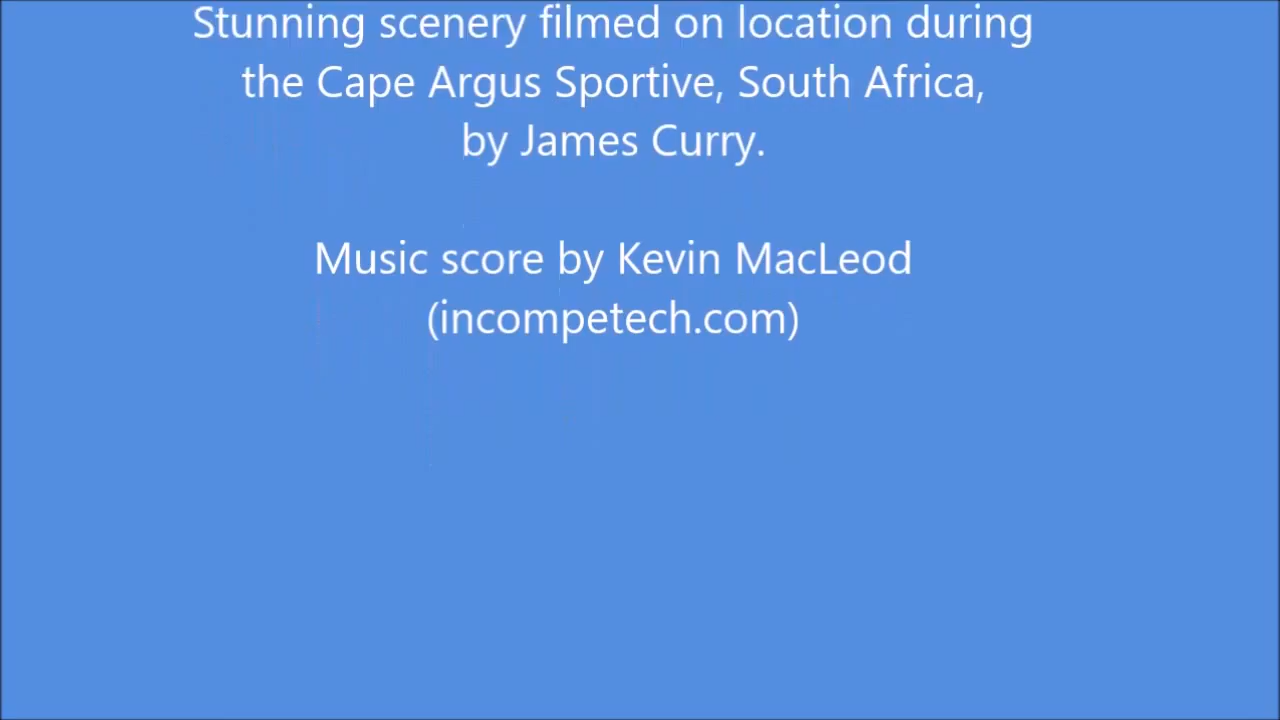 Stunning scenery filmed on location during
the Cape Argus Sportive, South Africa,
by James Curry.
Music score by Kevin MacLeod
(incompetech.com)